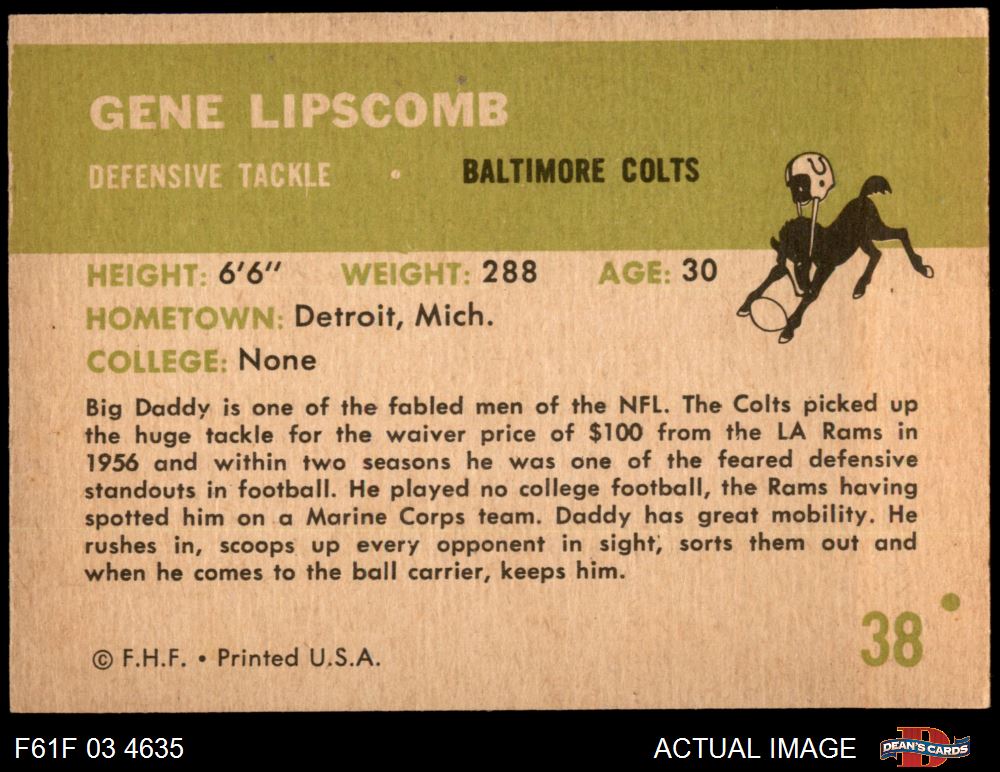 GENE LIPSCOMB
DEFENSIVE TACKLE • BALTIMORE COLTS
HEIGHT: 6'6" WEIGHT: 288 AGE: 30
HOMETOWN: Detroit, Mich.
COLLEGE: None
Big Daddy is one of the fabled men of the NFL. The Colts picked up
the huge tackle for the waiver price of $100 from the LA Rams in
1956 and within two seasons he was one of the feared defensive
standouts in football. He played no college football, the Rams having
spotted him on a Marine Corps team. Daddy has great mobility. He
rushes in, scoops up every opponent in sight, sorts them out and
when he comes to the ball carrier, keeps him.
38
© F.H.F. • Printed U.S.A.
F61F 03 4635 ACTUAL IMAGE DEAN'S CARDS